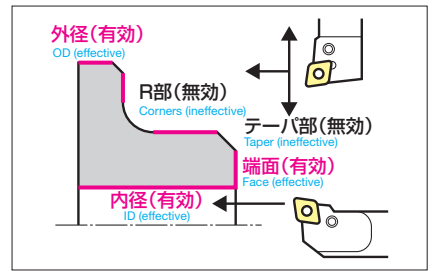 外径(有効)
OD (effective)
R部(無効)
Corners (ineffective)
テーパ部(無効)
Taper (ineffective)
端面(有効)
Face (effective)
内径(有効)
ID (effective)